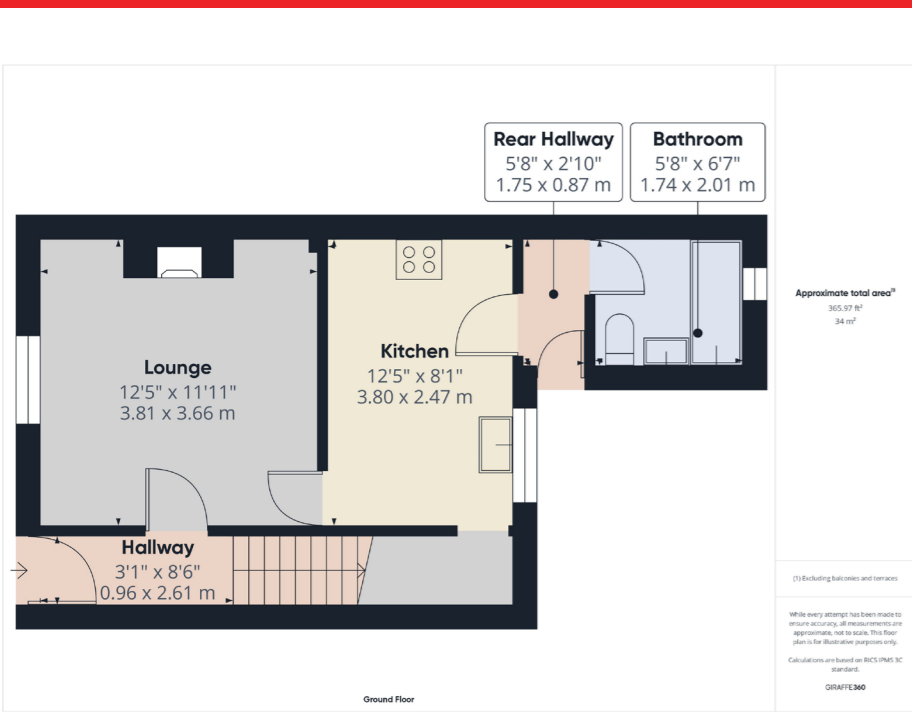 Rear Hallway
5'8" x 2'10"
1.75 x 0.87 m
Bathroom
5'8" x 6'7"
1.74 x 2.01 m
Lounge
12'5" x 11'11"
3.81 x 3.66 m
Kitchen
12'5" x 8'1"
3.80 x 2.47 m
Hallway
3'1" x 8'6"
0.96 x 2.61 m
Ground Floor
Approximate total area⁽¹⁾
365.97 ft²
34 m²
(1) Excluding balconies and terraces
While every attempt has been made to
ensure accuracy, all measurements are
approximate, not to scale. This floor
plan is for illustrative purposes only.
Calculations are based on RICS IPMS 3C
standard.
GIRAFFE360